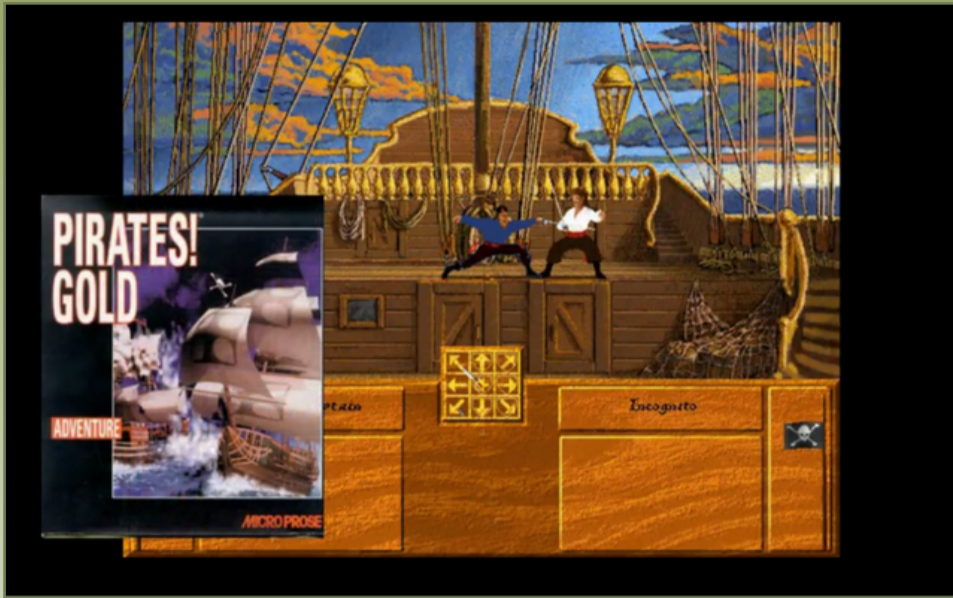 PIRATES!
GOLD
ADVENTURE
MICROPROSE
Incognito